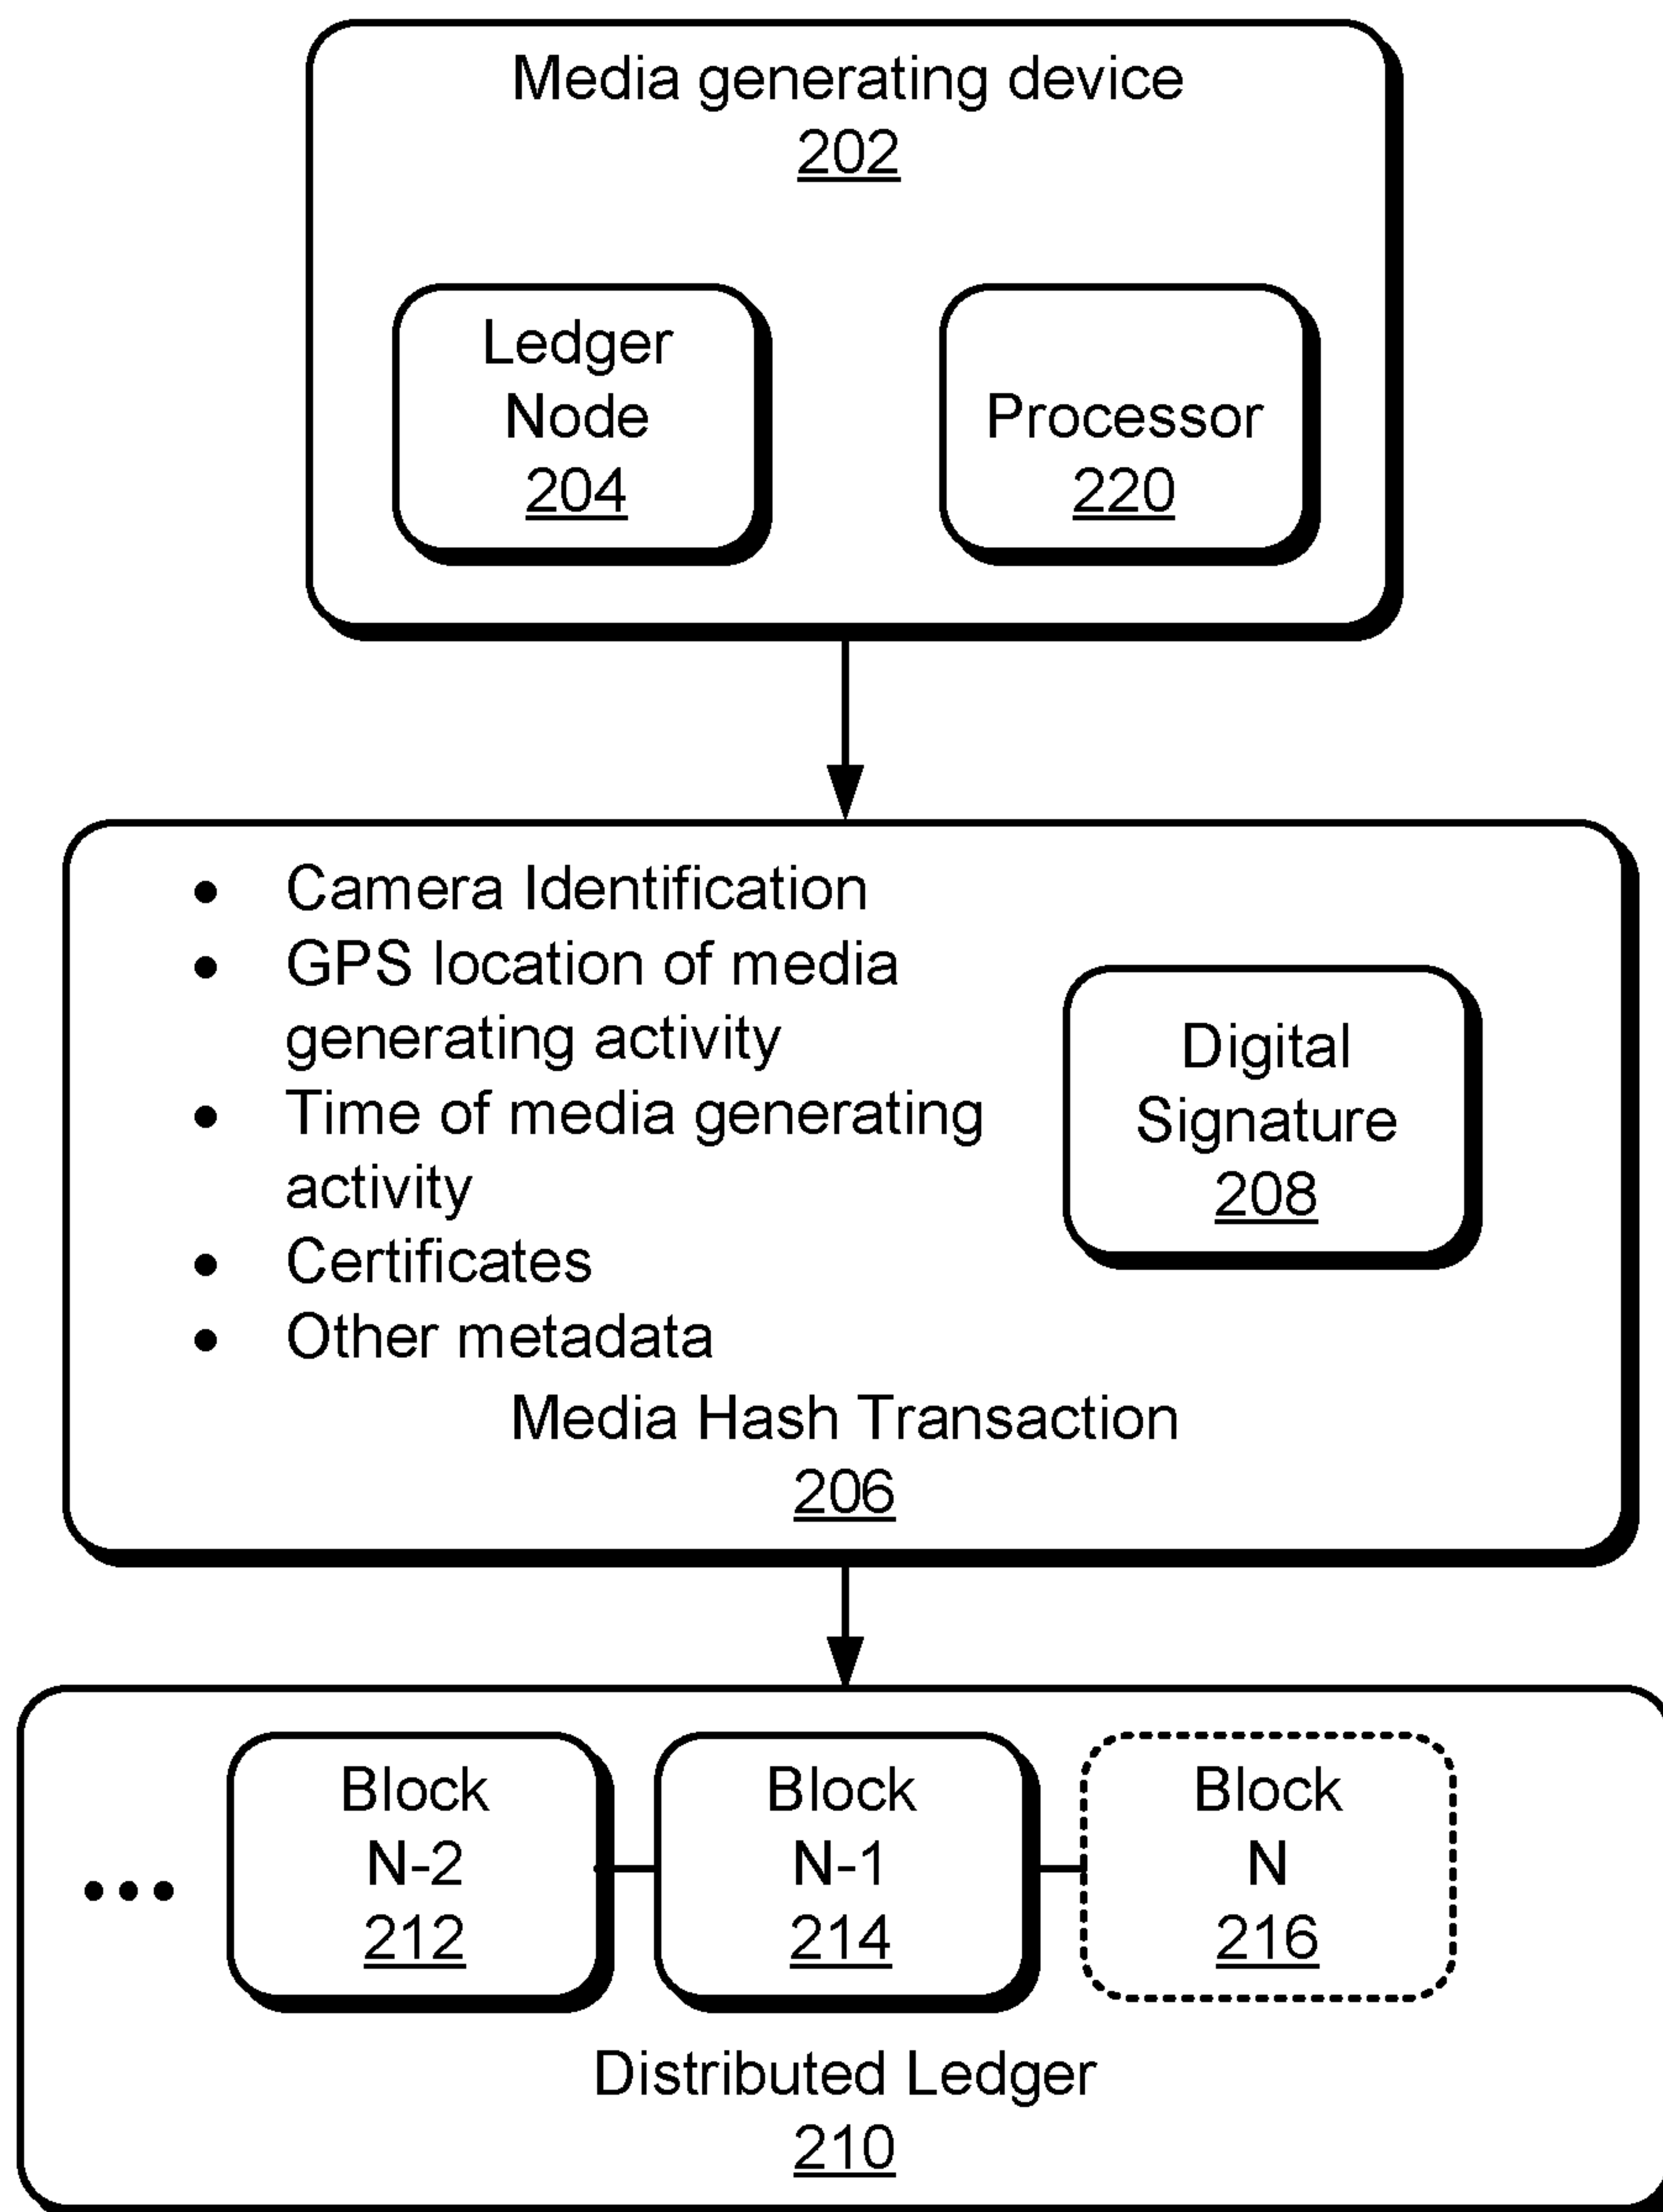 Media generating device
202
Ledger
Node
204
Processor
220
• Camera Identification
• GPS location of media
generating activity
• Time of media generating
activity
• Certificates
• Other metadata
Digital
Signature
208
Media Hash Transaction
206
Block
N-2
212
Block
N-1
214
Block
N
216
Distributed Ledger
210